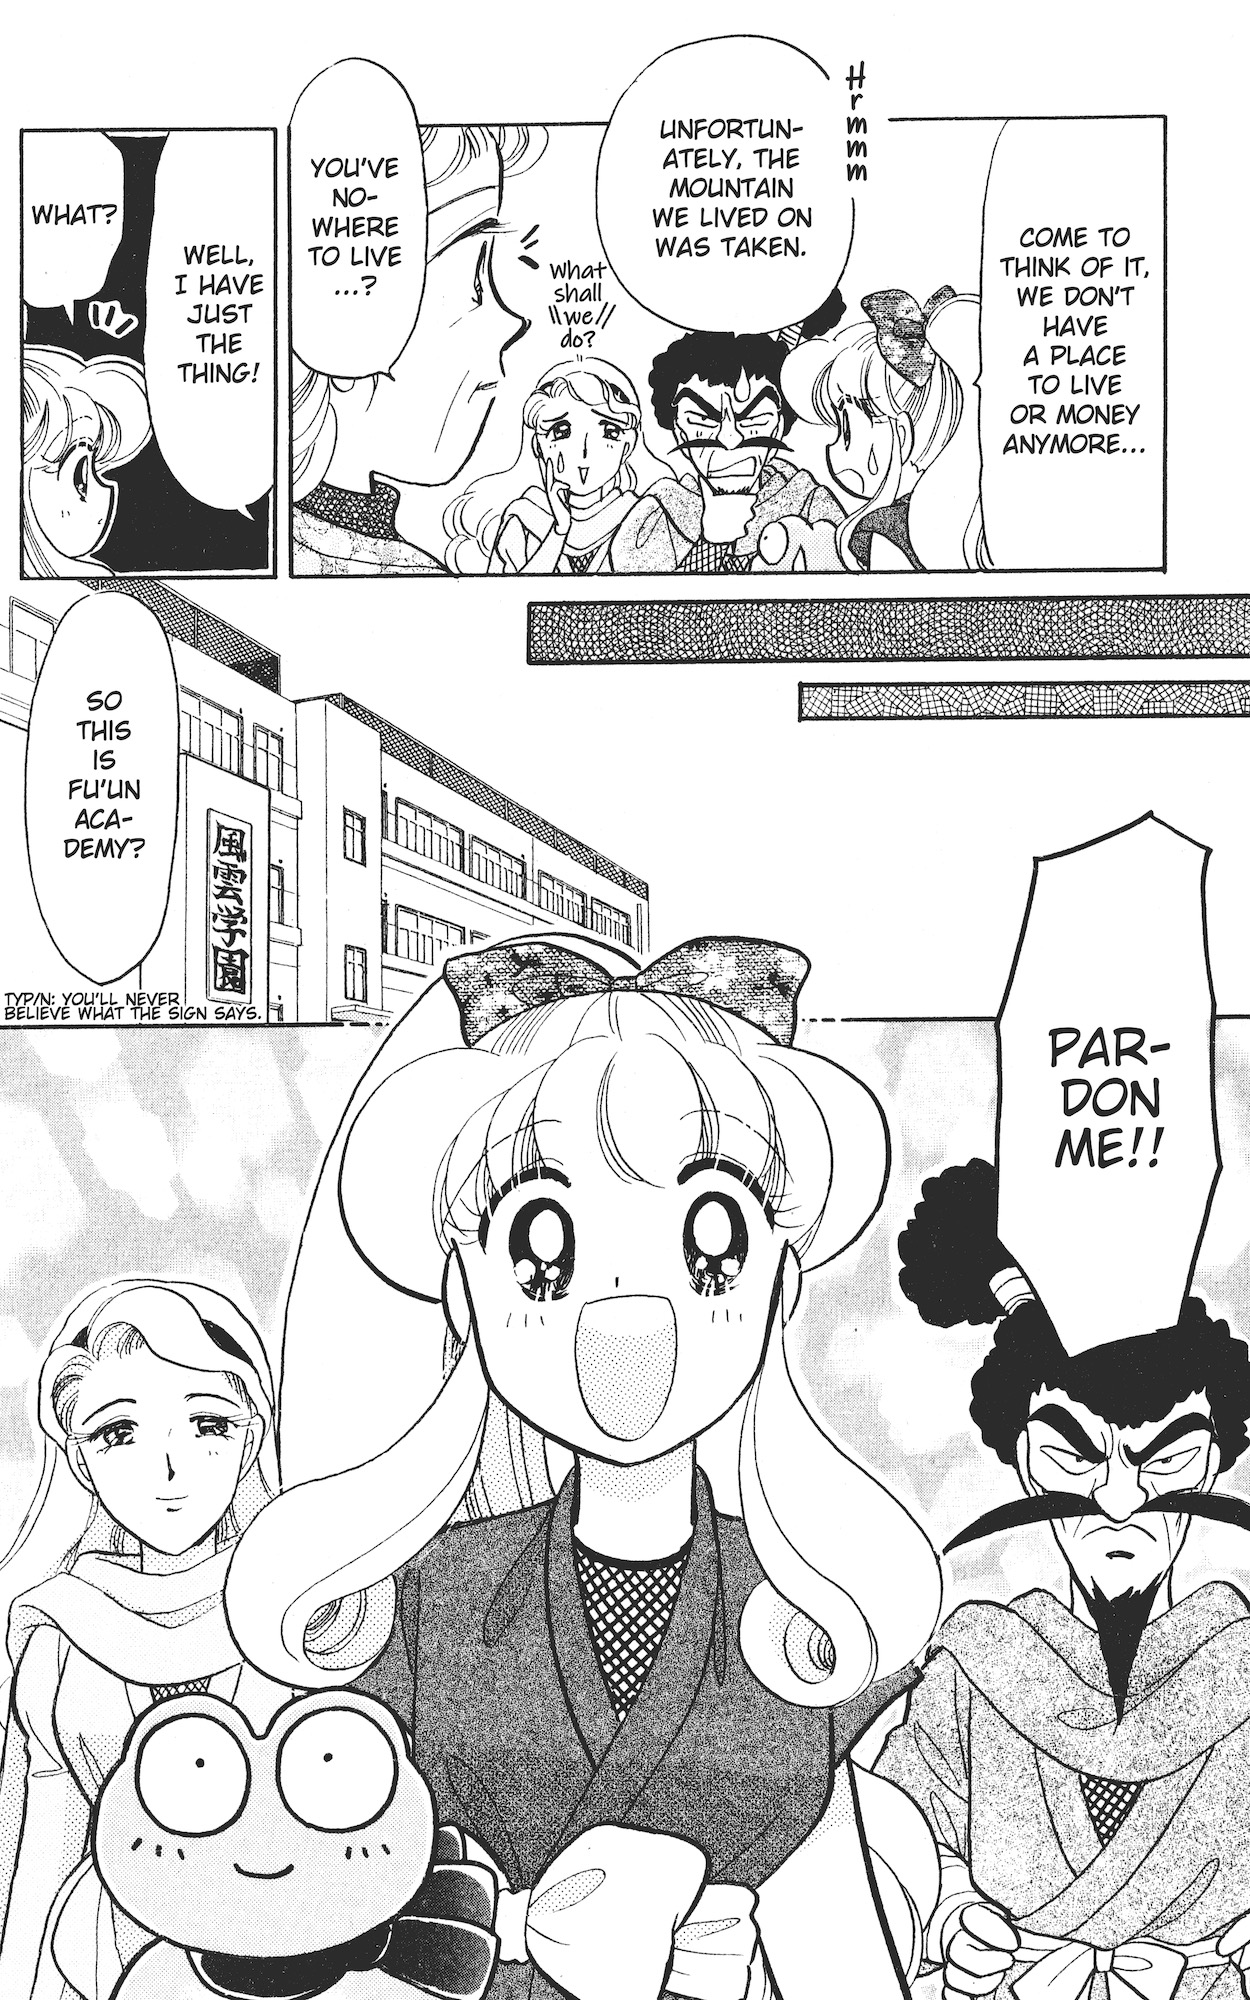 COME TO
THINK OF IT,
WE DON'T
HAVE
A PLACE
TO LIVE
OR MONEY
ANYMORE...
Hrmmm
UNFORTUN-
ATELY, THE
MOUNTAIN
WE LIVED ON
WAS TAKEN.
What
shall
we
do?
YOU'VE
NO-
WHERE
TO LIVE
...?
WELL,
I HAVE
JUST
THE
THING!
WHAT?
SO
THIS
IS
FU'UN
ACA-
DEMY?
風雲学園
TYP/N: YOU'LL NEVER
BELIEVE WHAT THE SIGN SAYS.
PAR-
DON
ME!!